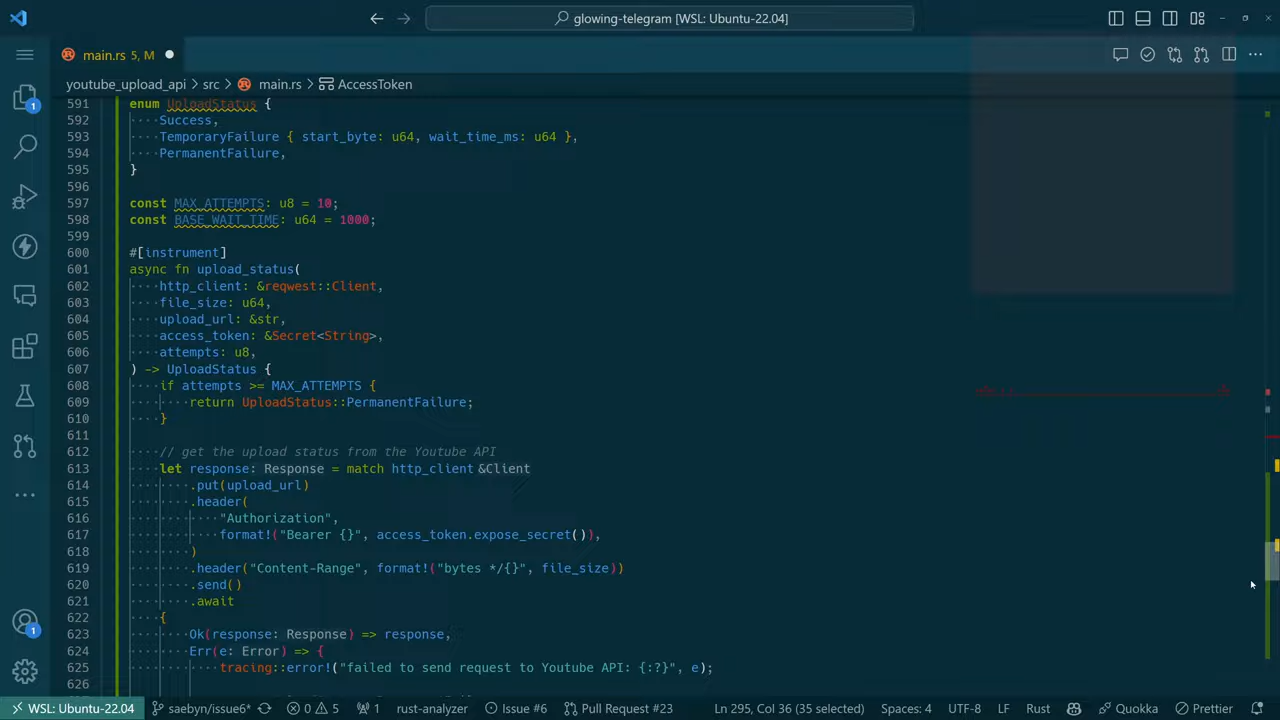 glowing-telegram [WSL: Ubuntu-22.04]
main.rs 5, M
youtube_upload_api > src > main.rs > AccessToken
591 enum UploadStatus {
592 Success,
593 TemporaryFailure { start_byte: u64, wait_time_ms: u64 },
594 PermanentFailure,
595 }
596
597 const MAX_ATTEMPTS: u8 = 10;
598 const BASE_WAIT_TIME: u64 = 1000;
599
600 #[instrument]
601 async fn upload_status(
602 http_client: &reqwest::Client,
603 file_size: u64,
604 upload_url: &str,
605 access_token: &Secret<String>,
606 attempts: u8,
607 ) -> UploadStatus {
608 if attempts >= MAX_ATTEMPTS {
609 return UploadStatus::PermanentFailure;
610 }
611
612 // get the upload status from the Youtube API
613 let response: Response = match http_client &Client
614 .put(upload_url)
615 .header(
616 "Authorization",
617 format!("Bearer {}", access_token.expose_secret()),
618 )
619 .header("Content-Range", format!("bytes */{}", file_size))
620 .send()
621 .await
622 {
623 Ok(response: Response) => response,
624 Err(e: Error) => {
625 tracing::error!("failed to send request to Youtube API: {:?}", e);
626
1
1
WSL: Ubuntu-22.04 saebyn/issue6* 0 5 1 rust-analyzer Issue #6 Pull Request #23 Ln 295, Col 36 (35 selected) Spaces: 4 UTF-8 LF Rust Quokka Prettier